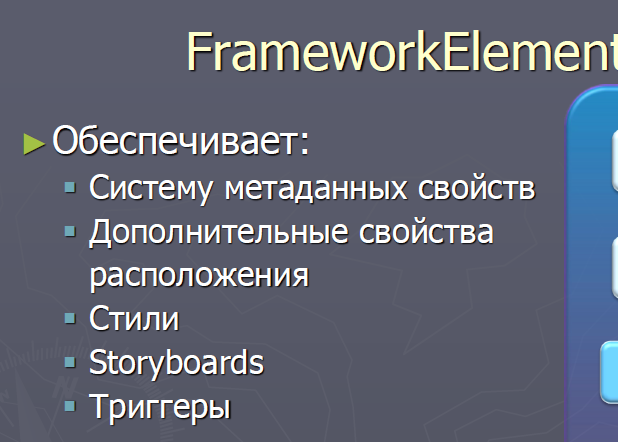 FrameworkElement
Обеспечивает:
Систему метаданных свойств
Дополнительные свойства
расположения
Стили
Storyboards
Триггеры